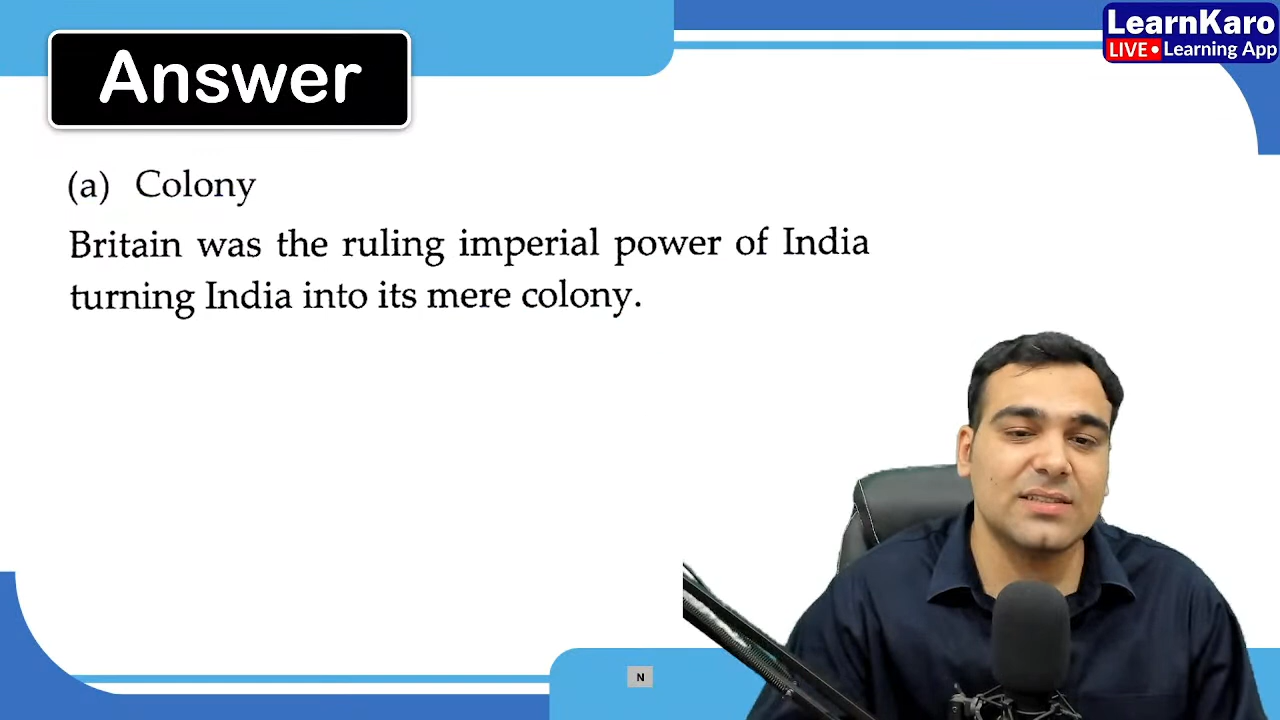 LearnKaro
LIVE • Learning App
Answer
(a) Colony
Britain was the ruling imperial power of India
turning India into its mere colony.
N